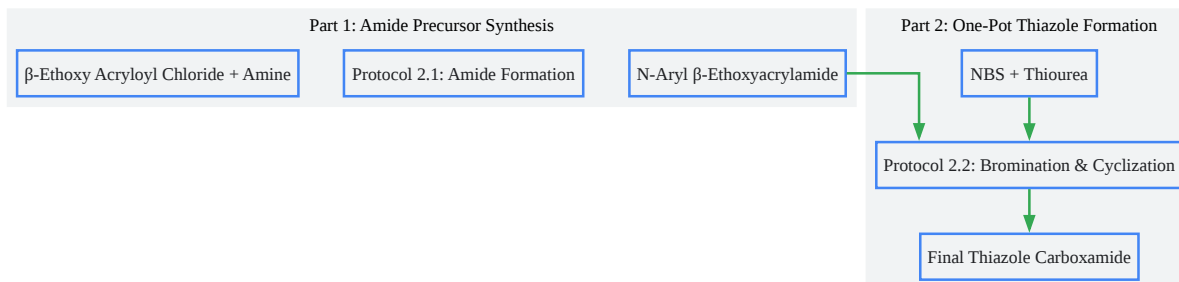 Part 1: Amide Precursor Synthesis
β-Ethoxy Acryloyl Chloride + Amine
Protocol 2.1: Amide Formation
N-Aryl β-Ethoxyacrylamide
Part 2: One-Pot Thiazole Formation
NBS + Thiourea
Protocol 2.2: Bromination & Cyclization
Final Thiazole Carboxamide